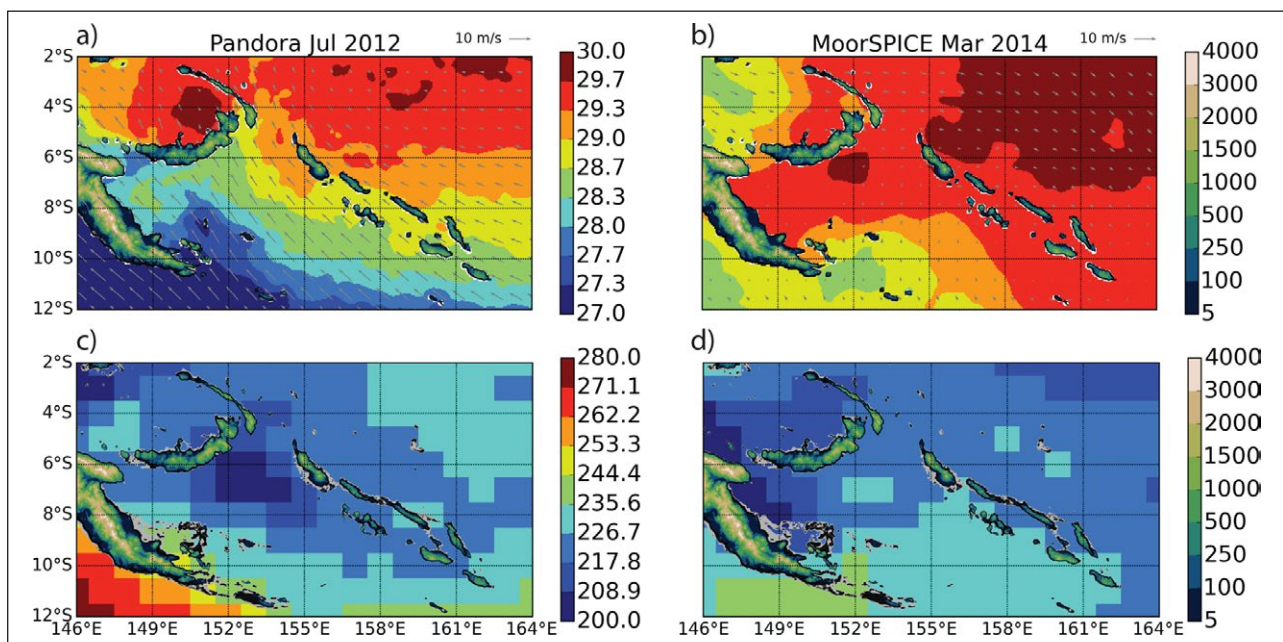 a)
Pandora Jul 2012
10 m/s
2°S
4°S
6°S
8°S
10°S
12°S
30.0
29.7
29.3
29.0
28.7
28.3
28.0
27.7
27.3
27.0
b)
MoorSPICE Mar 2014
10 m/s
4000
3000
2000
1500
1000
500
250
100
5
c)
2°S
4°S
6°S
8°S
10°S
12°S
146°E
149°E
152°E
155°E
158°E
161°E
164°E
280.0
271.1
262.2
253.3
244.4
235.6
226.7
217.8
208.9
200.0
d)
146°E
149°E
152°E
155°E
158°E
161°E
164°E
4000
3000
2000
1500
1000
500
250
100
5